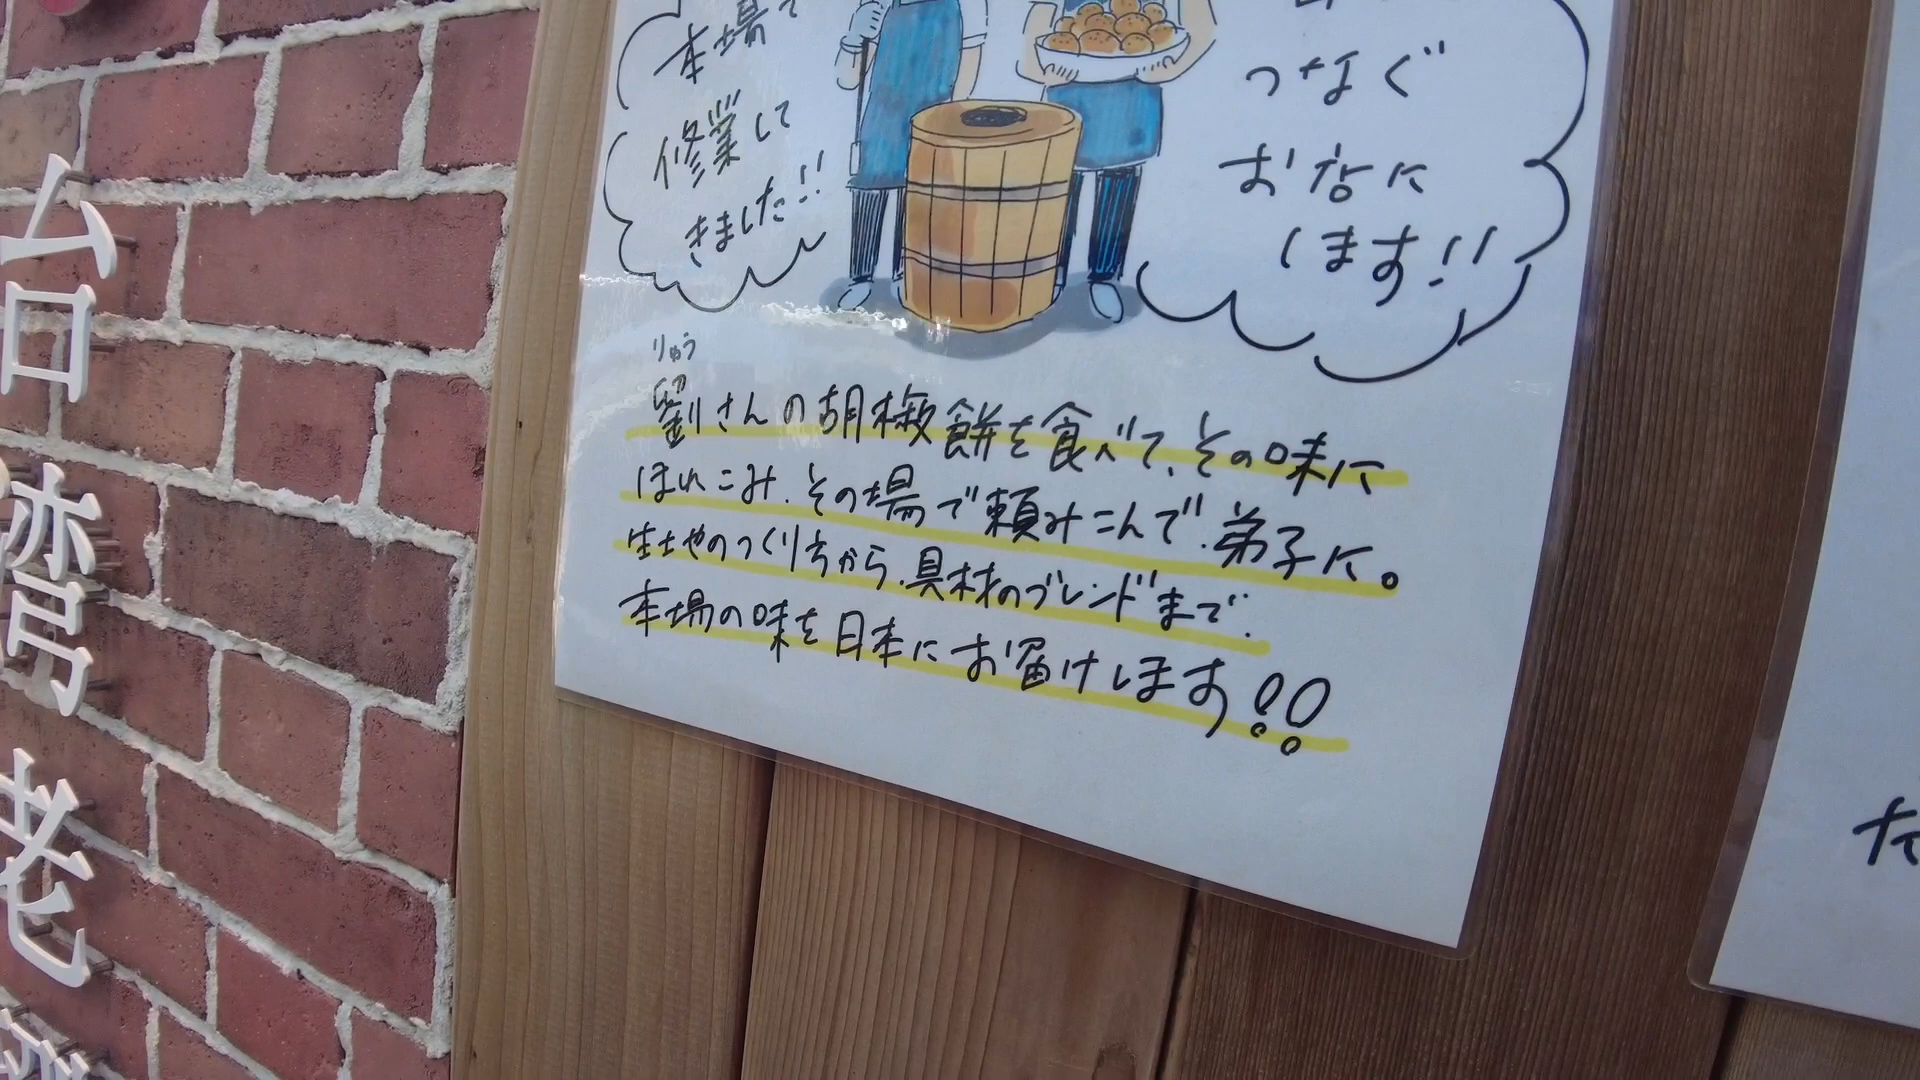 本場で
修業して
きました!!
つなぐ
お店に
します!!
りゅう
劉さんの胡椒餅を食べて、その味に
ほれこみ、その場で頼みこんで、弟子に。
生地のつくり方から、具材のブレンドまで、
本場の味を日本にお届けします!!
台湾老